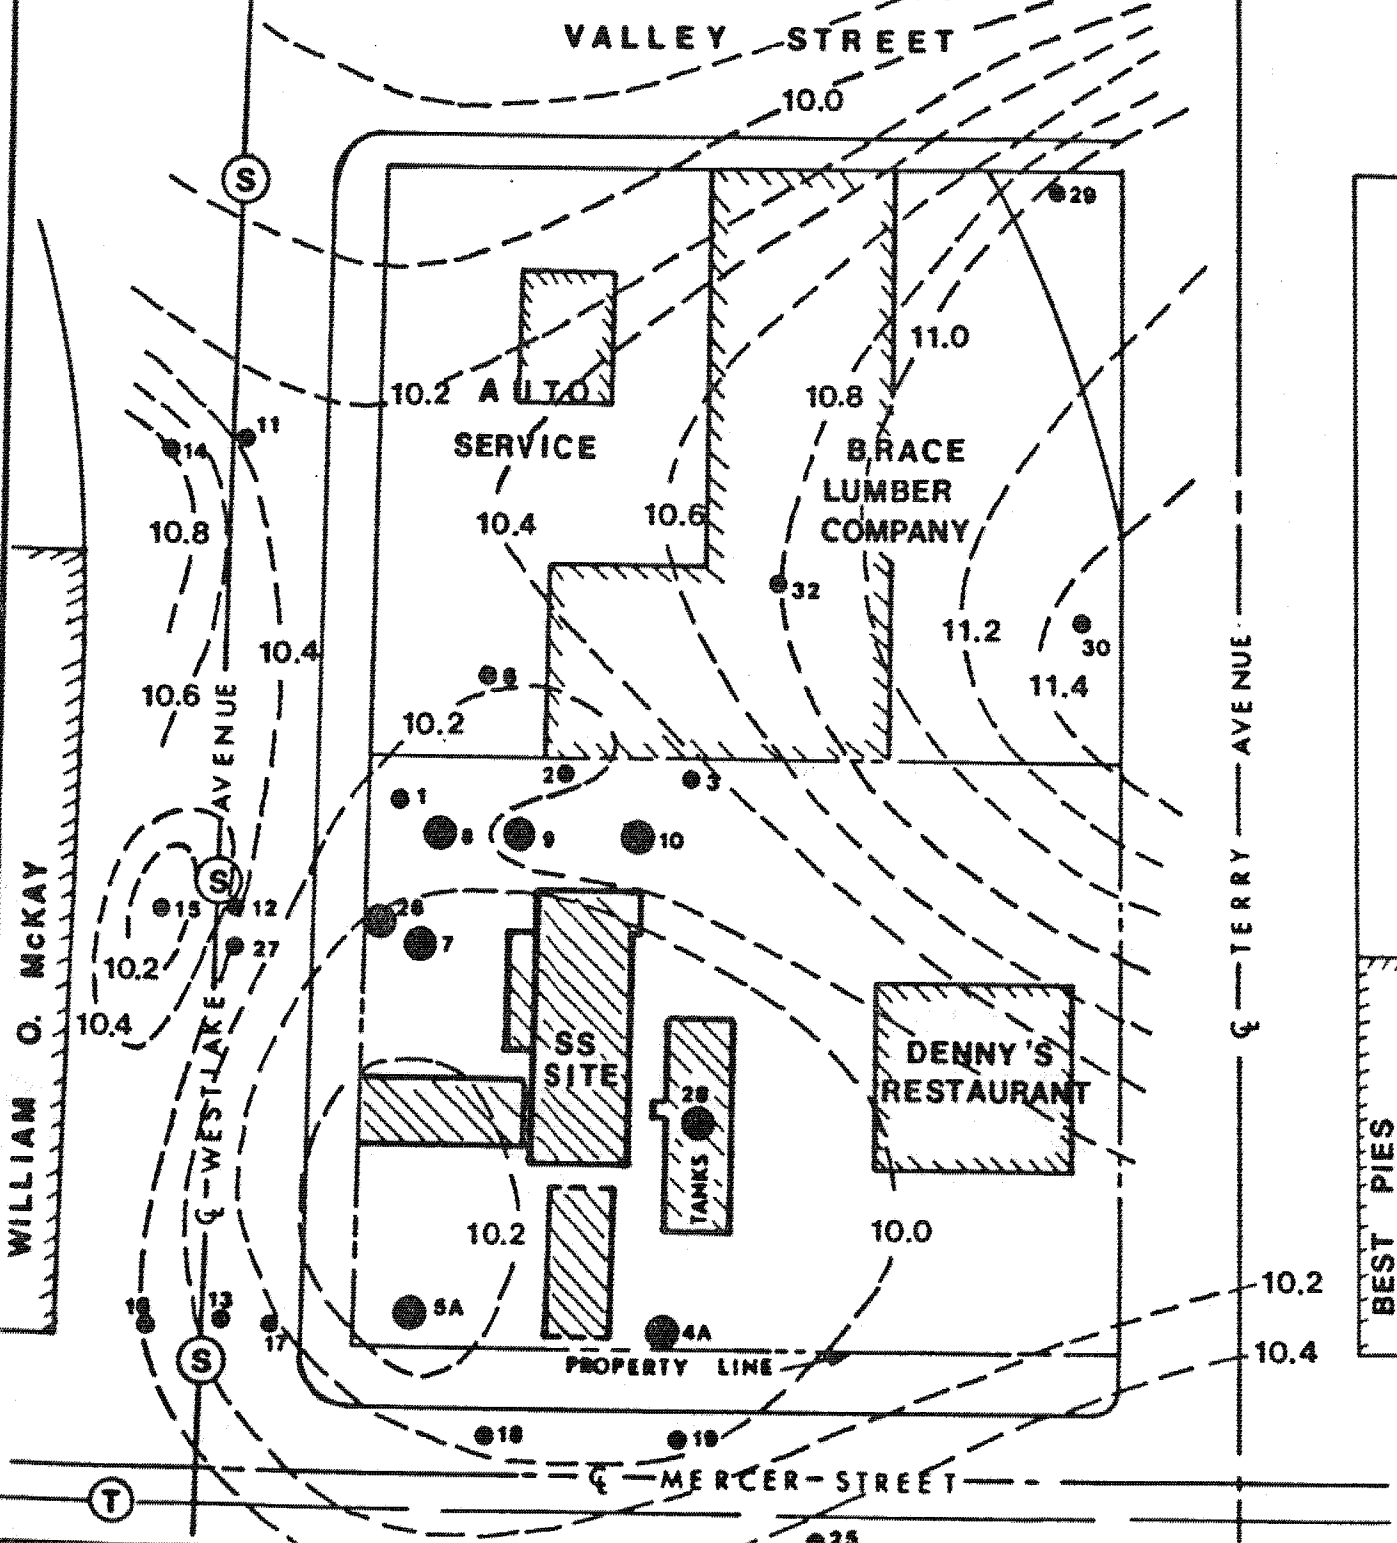 VALLEY STREET
10.0
S
29
11.0
10.2
AUTO
SERVICE
10.8
11
14
BRACE
LUMBER
COMPANY
10.8
10.4
10.6
32
11.2
30
11.4
10.4
10.6
6
10.2
2
3
1
8
9
10
S
15
12
26
27
7
10.2
10.4
WILLIAM O. McKAY
℄ WESTLAKE AVENUE
℄ TERRY AVENUE
SS
SITE
DENNY'S
RESTAURANT
28
TANKS
10.2
10.0
BEST PIES
16
13
17
5A
4A
S
PROPERTY LINE
10.2
10.4
18
19
℄ MERCER STREET
T
25